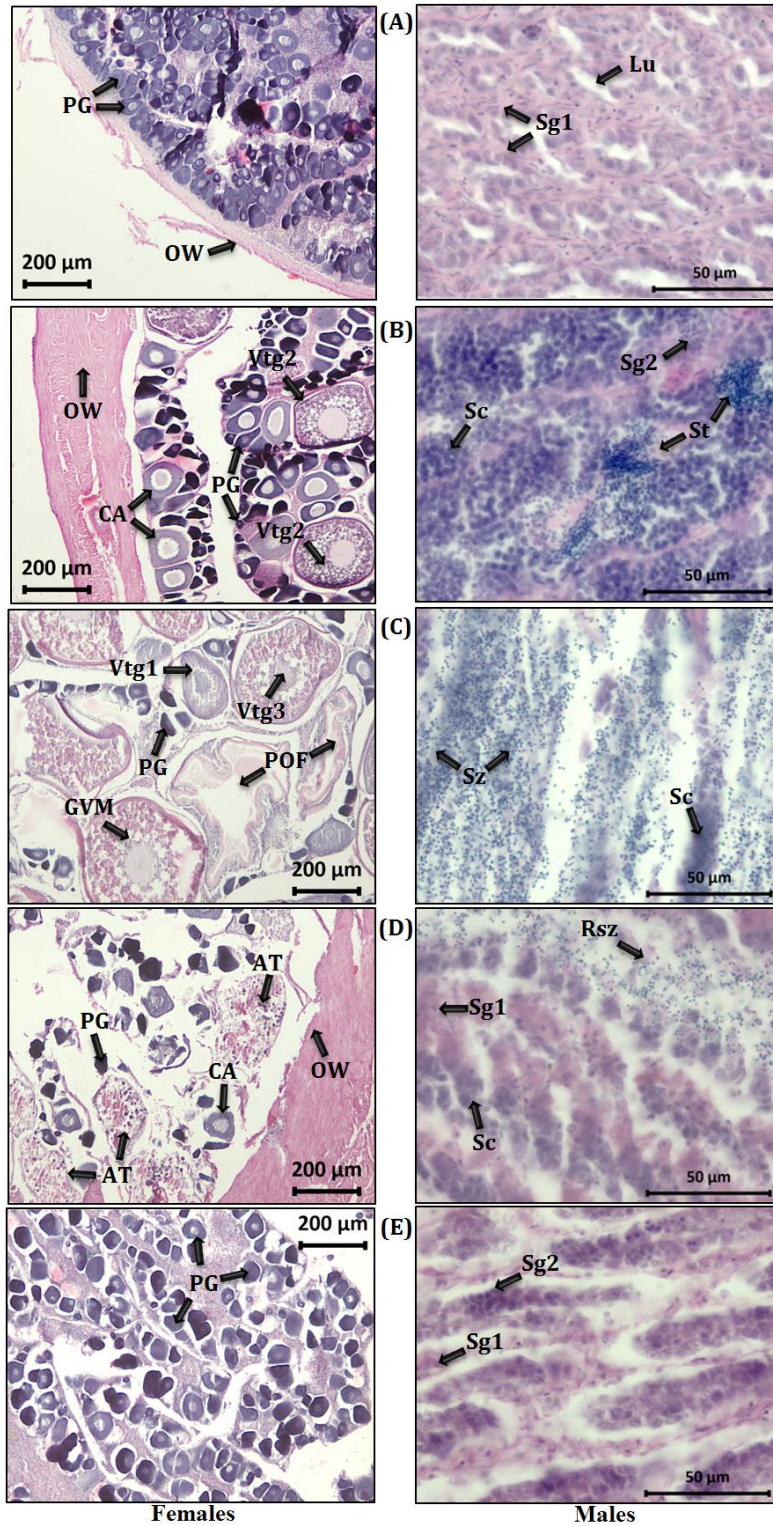 (A)
PG
OW
200 µm
Lu
Sg1
50 µm
(B)
OW
Vtg2
CA
PG
Vtg2
200 µm
Sg2
Sc
St
50 µm
(C)
Vtg1
Vtg3
PG
POF
GVM
200 µm
Sz
Sc
50 µm
(D)
AT
PG
CA
OW
AT
200 µm
Rsz
Sg1
Sc
50 µm
(E)
200 µm
PG
Sg2
Sg1
50 µm
Females
Males